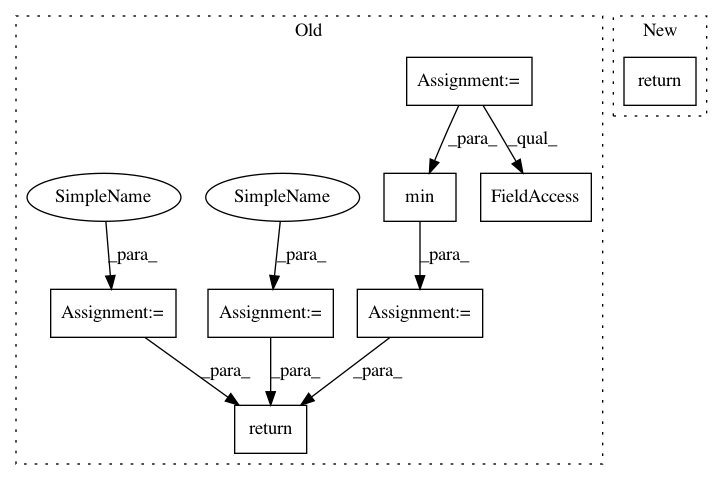 Old
New
Assignment:=
return
_para_
_qual_
SimpleName
SimpleName
min
FieldAccess
_para_
_para_
_para_
Assignment:=
Assignment:=
Assignment:=
_para_
_para_
_para_
return